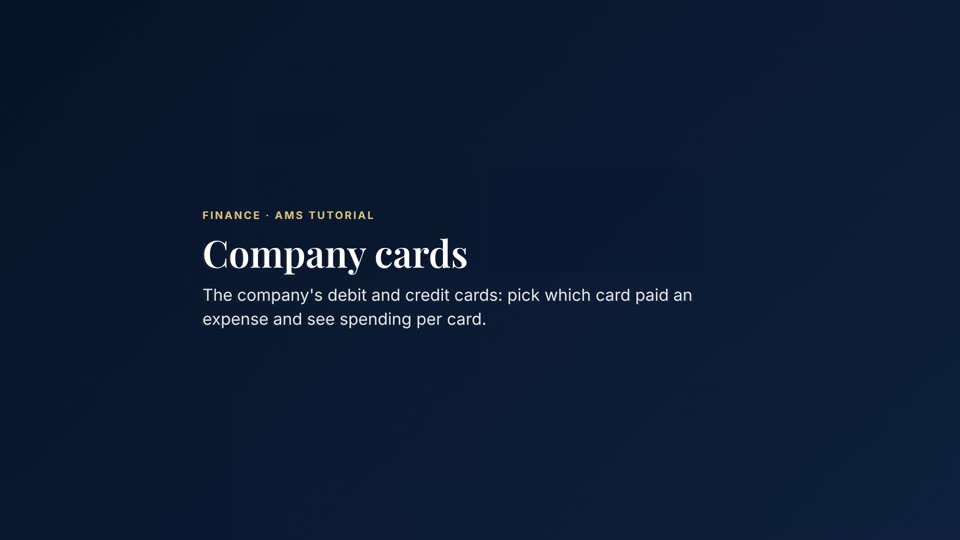 FINANCE · AMS TUTORIAL
Company cards
The company's debit and credit cards: pick which card paid an
expense and see spending per card.